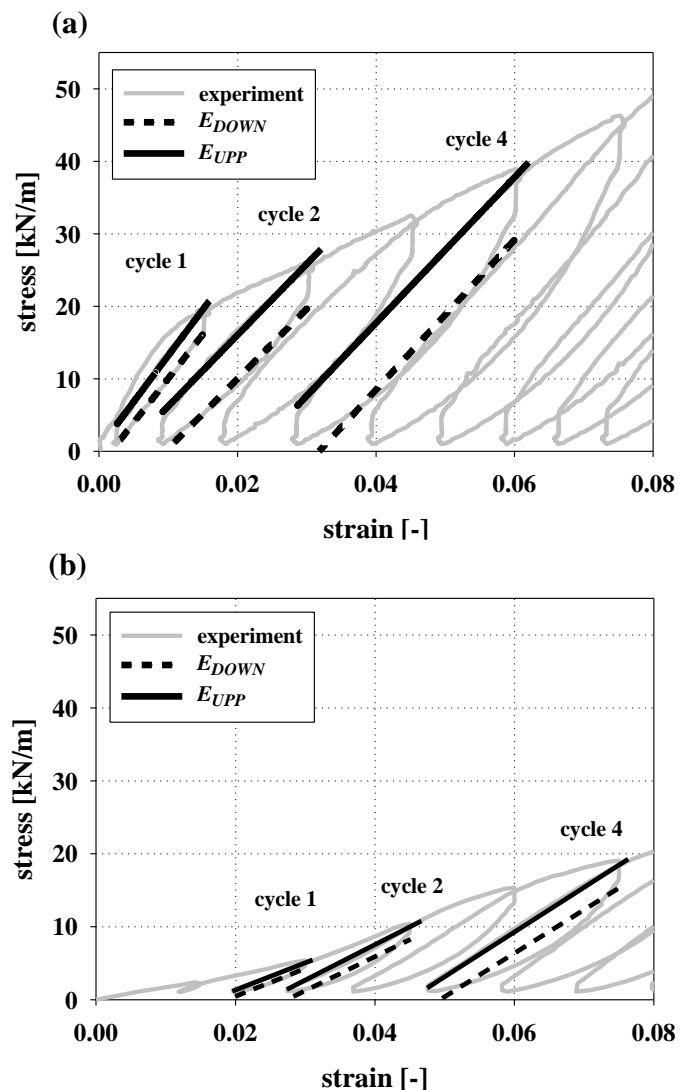 (a)
50
40
30
20
10
0
stress [kN/m]
experiment
E_DOWN
E_UPP
cycle 1
cycle 2
cycle 4
0.00 0.02 0.04 0.06 0.08
strain [-]
(b)
50
40
30
20
10
0
stress [kN/m]
experiment
E_DOWN
E_UPP
cycle 1
cycle 2
cycle 4
0.00 0.02 0.04 0.06 0.08
strain [-]